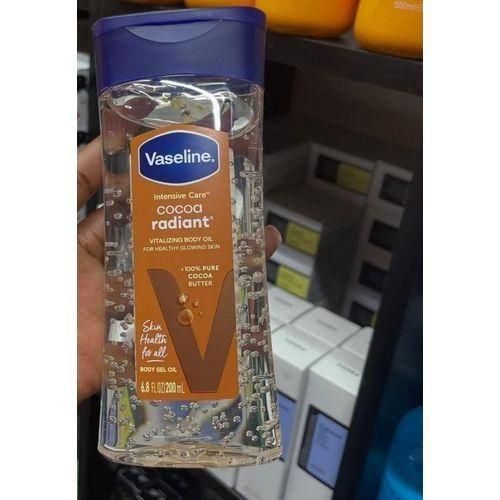 500ml e
Vaseline.
Intensive Care™
cocoa
radiant®
VITALIZING BODY OIL
FOR HEALTHY GLOWING SKIN
+100% PURE
COCOA
BUTTER
Skin
Health
for all
BODY GEL OIL
6.8 FL OZ|200 mL